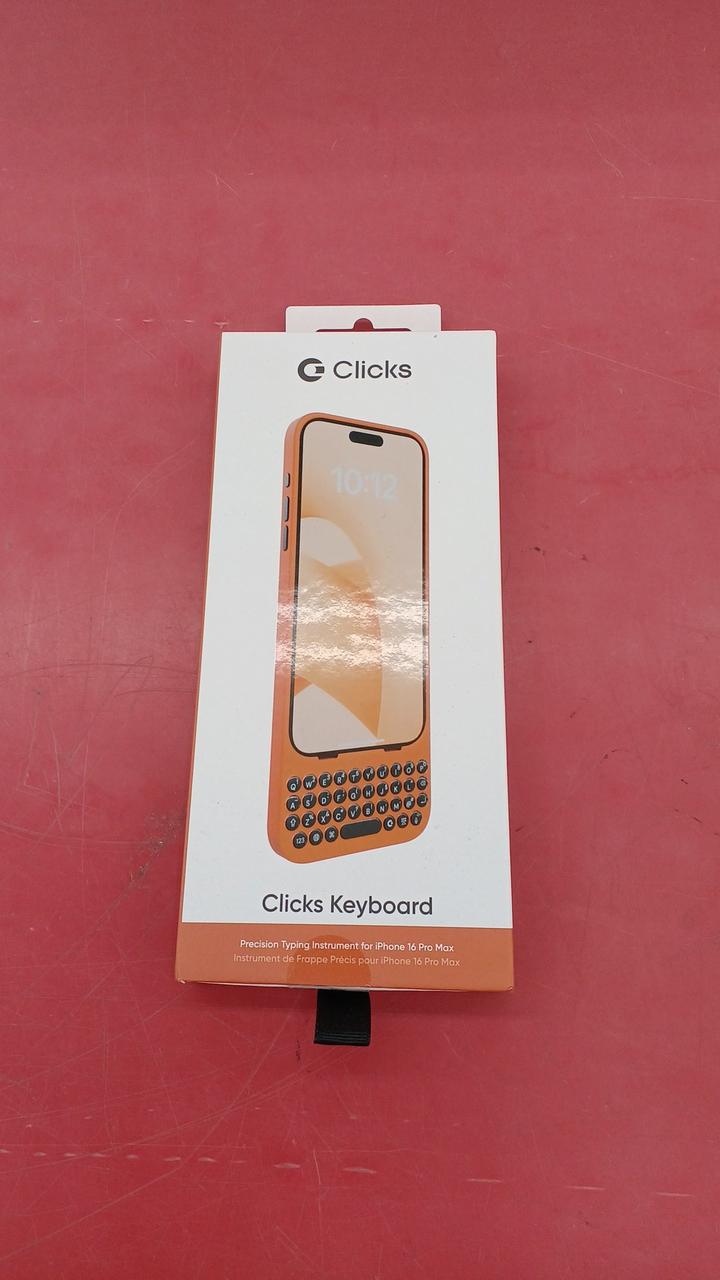 Clicks
10:12
Q W E R T Y U O P
A S D F G H J K L
Z X C V B N M
123
Clicks Keyboard
Precision Typing Instrument for iPhone 16 Pro Max
Instrument de Frappe Précis pour iPhone 16 Pro Max